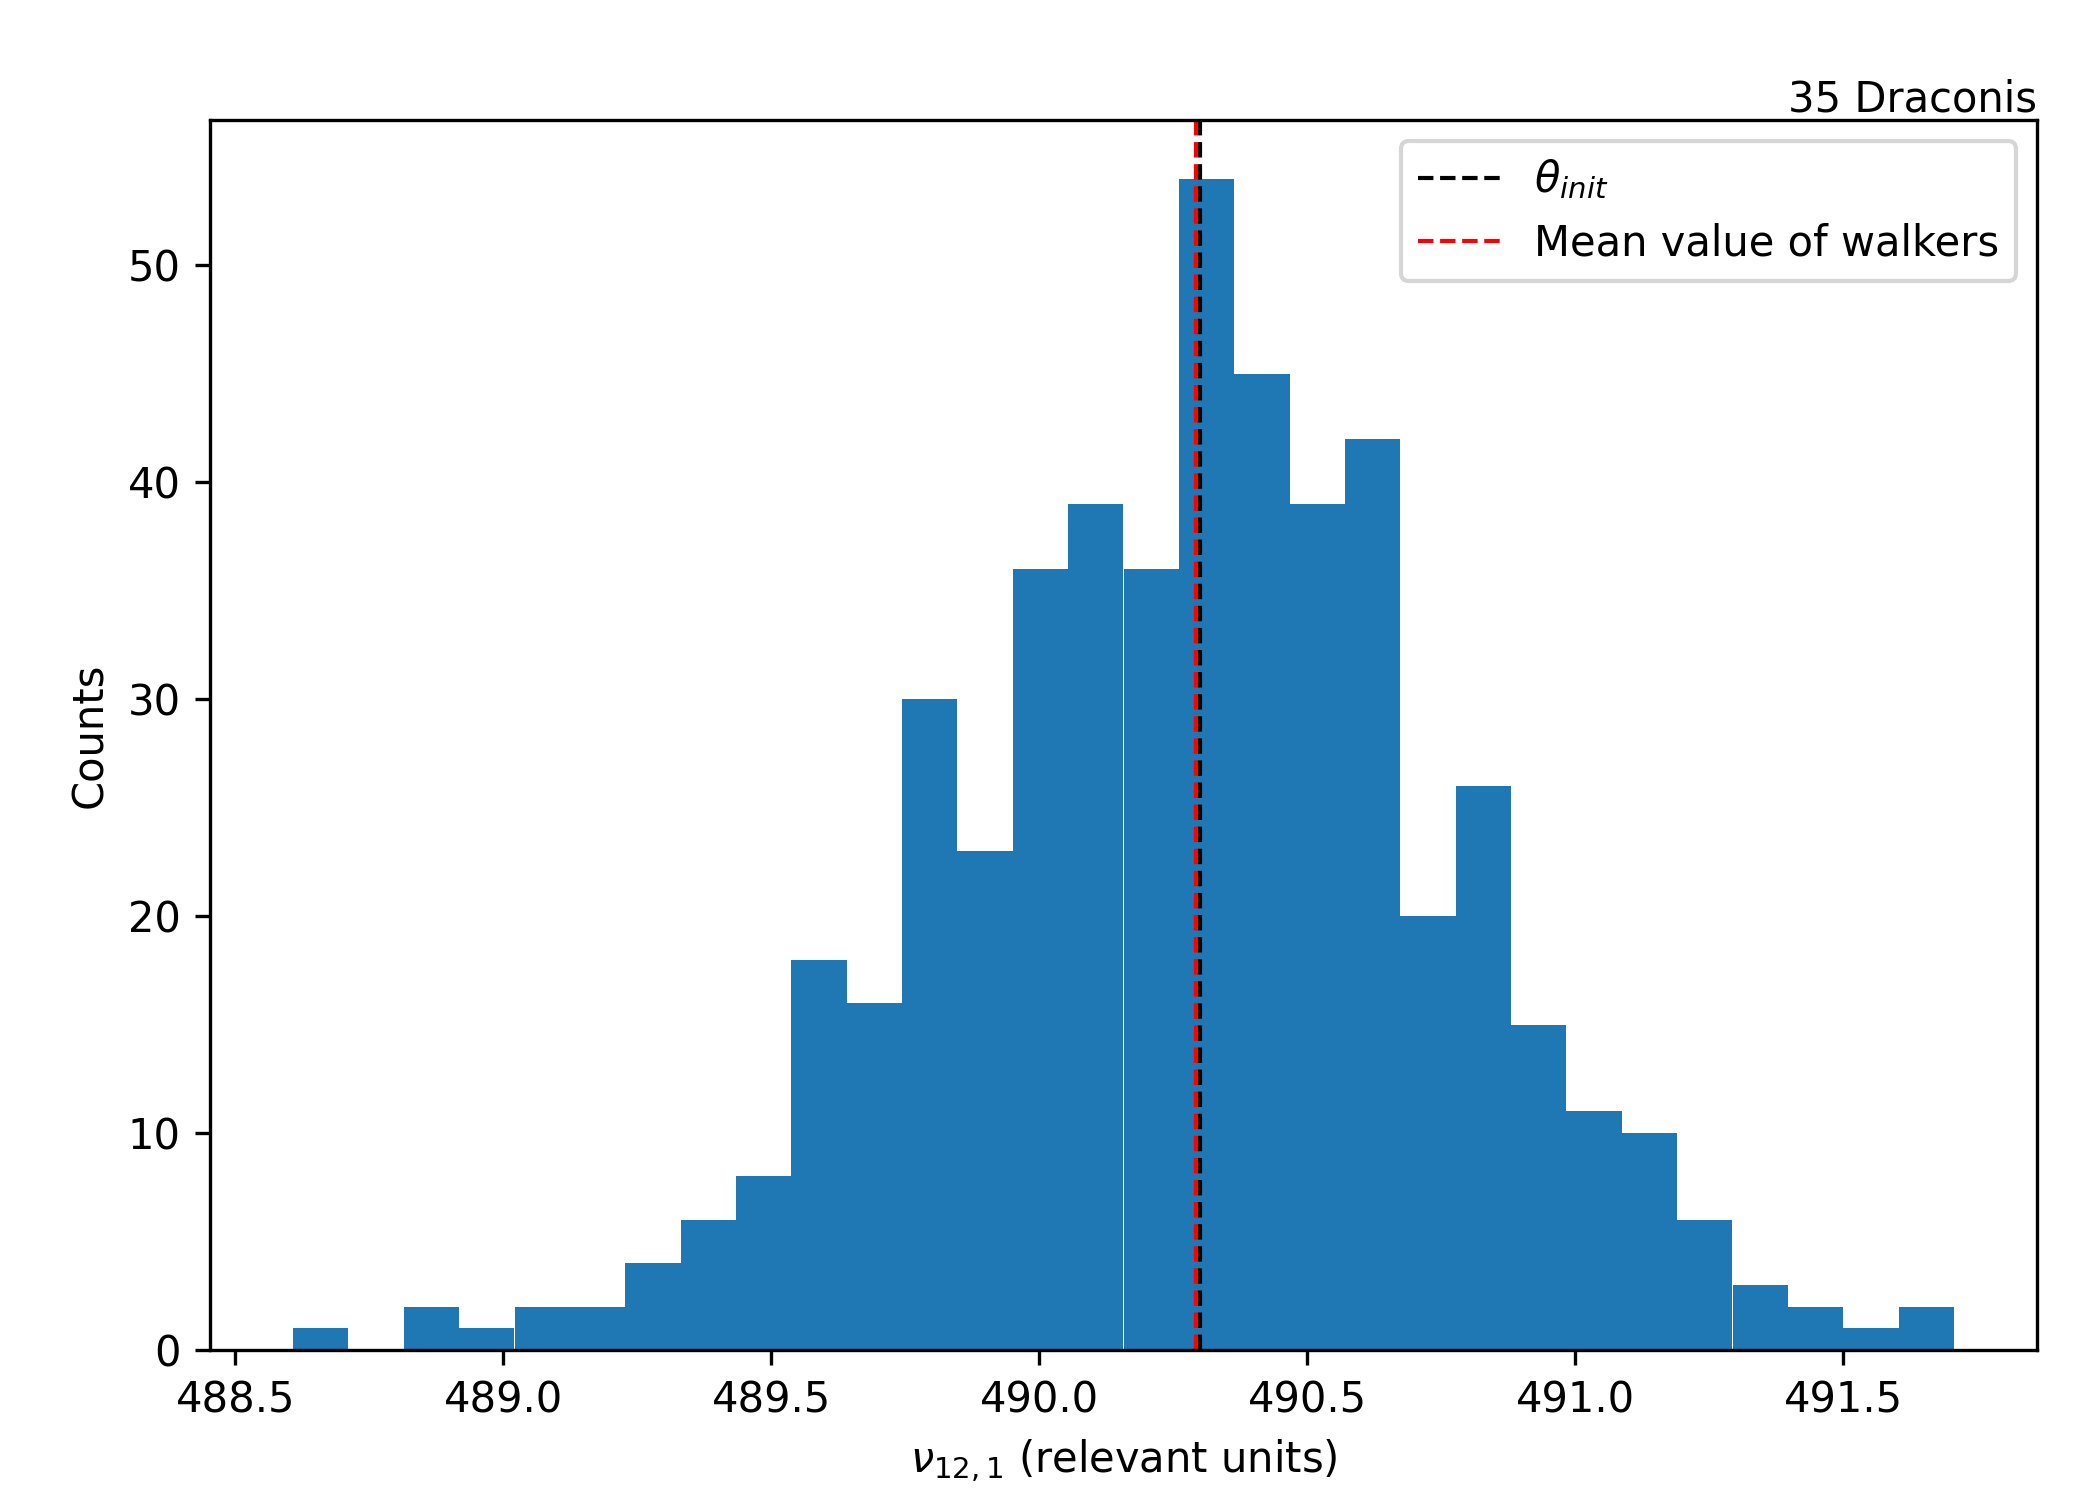 35 Draconis
θinit
Mean value of walkers
Counts
50
40
30
20
10
0
488.5 489.0 489.5 490.0 490.5 491.0 491.5
ν12, 1 (relevant units)